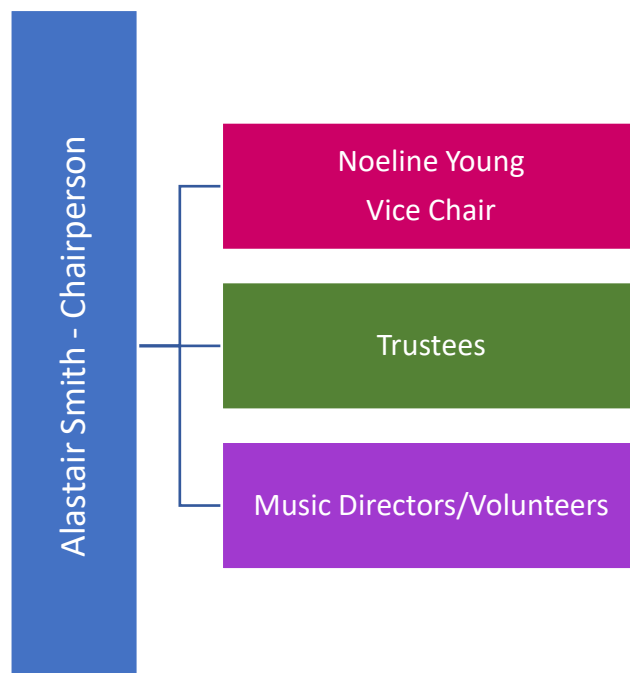 Alastair Smith - Chairperson
Noeline Young
Vice Chair
Trustees
Music Directors/Volunteers